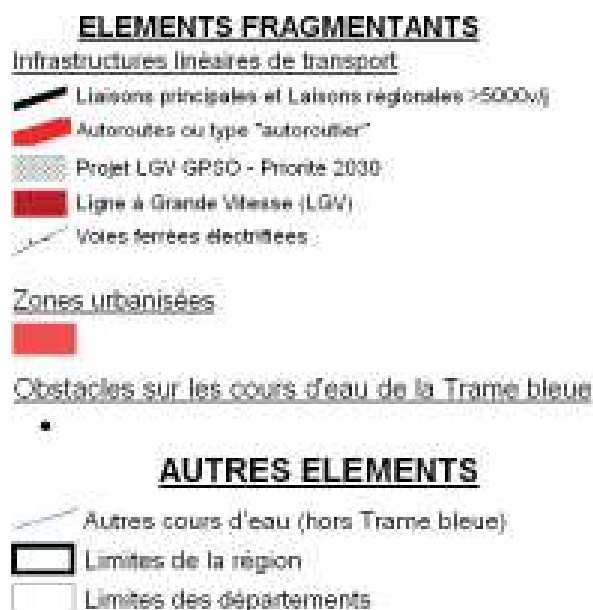 ELEMENTS FRAGMENTANTS
Infrastructures linéaires de transport
Liaisons principales et Laisons régionales >5000v/j
Autoroutes ou type "autoroutier"
Projet LGV GPSO - Priorité 2030
Ligne à Grande Vitesse (LGV)
Voies ferrées électrifiées
Zones urbanisées
Obstacles sur les cours d'eau de la Trame bleue
AUTRES ELEMENTS
Autres cours d'eau (hors Trame bleue)
Limites de la région
Limites des départements